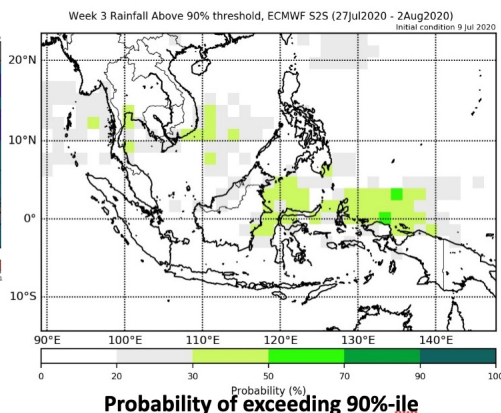 Week 3 Rainfall Above 90% threshold, ECMWF S2S (27Jul2020 - 2Aug2020)
Initial condition 9 Jul 2020
20°N
10°N
0°
10°S
90°E 100°E 110°E 120°E 130°E 140°E
0 20 30 50 70 90 100
Probability (%)
Probability of exceeding 90%-ile